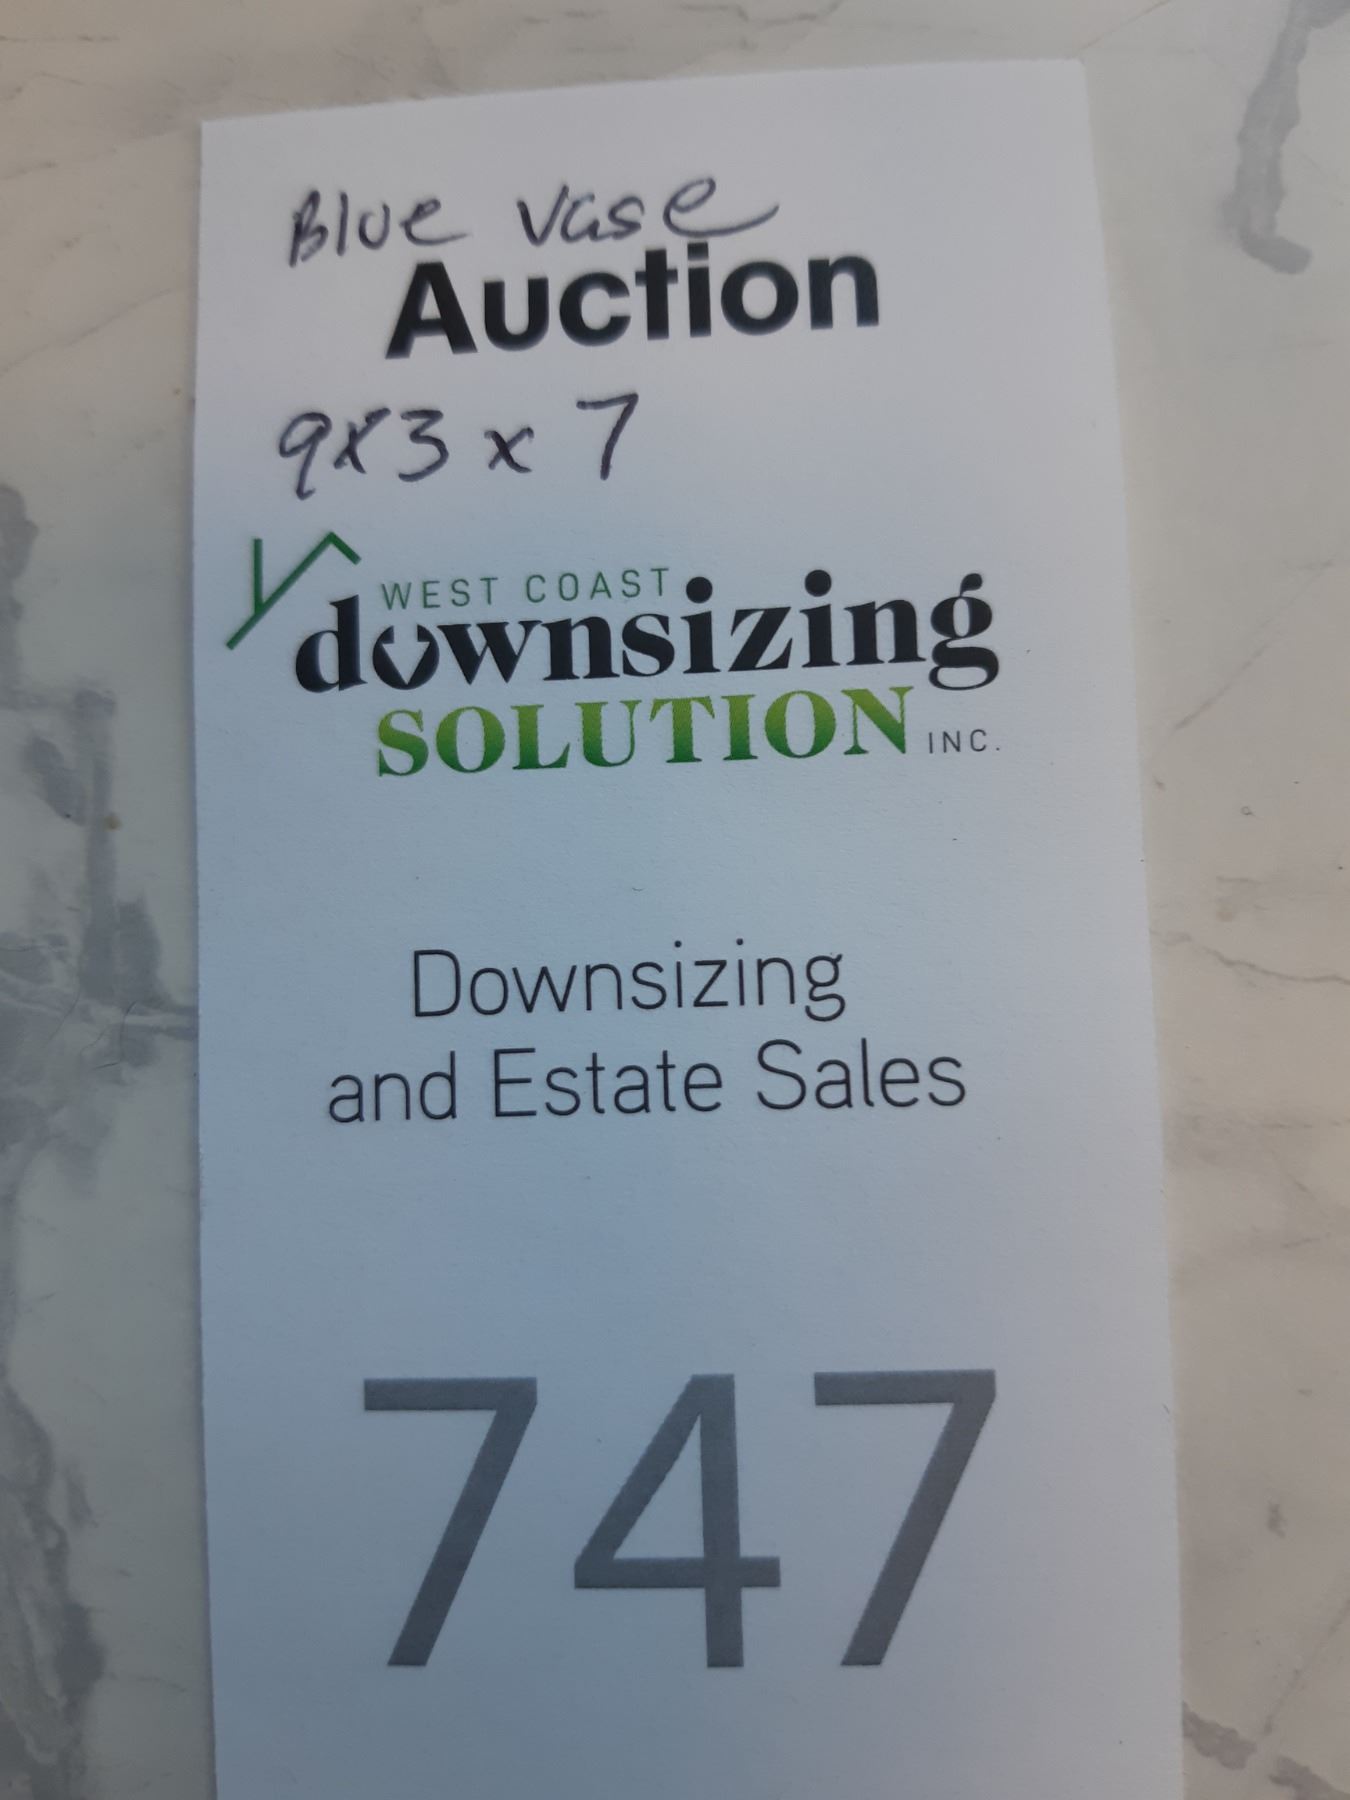 Blue Vase
Auction
9x3 x 7
WEST COAST
downsizing
SOLUTION INC.
Downsizing
and Estate Sales
747